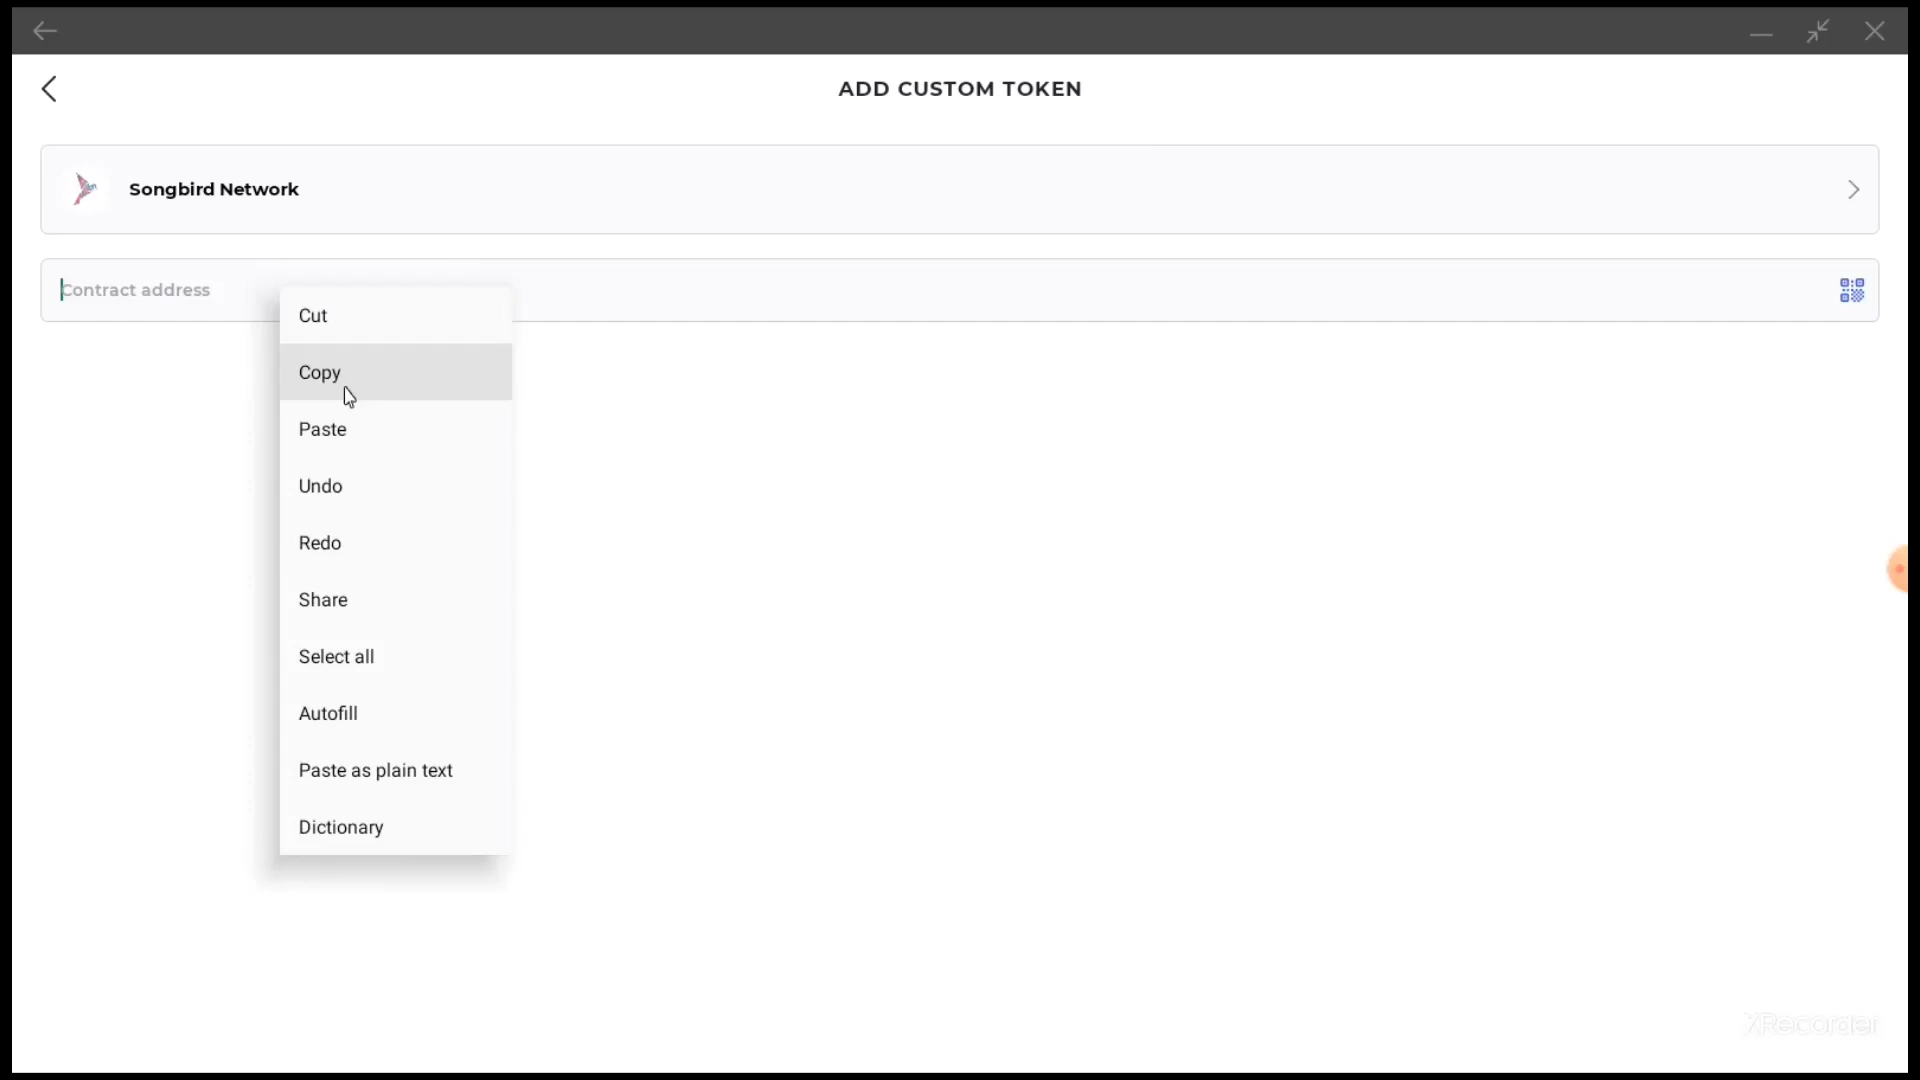 ADD CUSTOM TOKEN
Songbird Network
Contract address
Cut
Copy
Paste
Undo
Redo
Share
Select all
Autofill
Paste as plain text
Dictionary
XRecorder